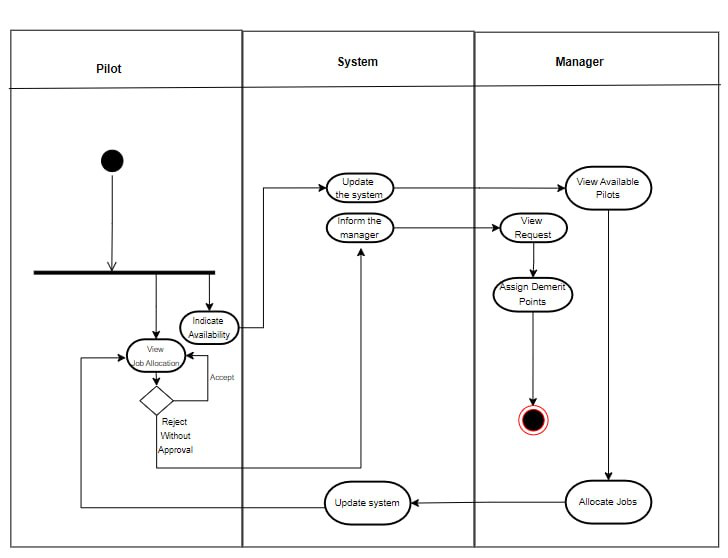 Pilot
System
Manager
Update
the system
View Available
Pilots
Inform the
manager
View
Request
Assign Demerit
Points
Indicate
Availability
View
Job Allocation
Accept
Reject
Without
Approval
Update system
Allocate Jobs